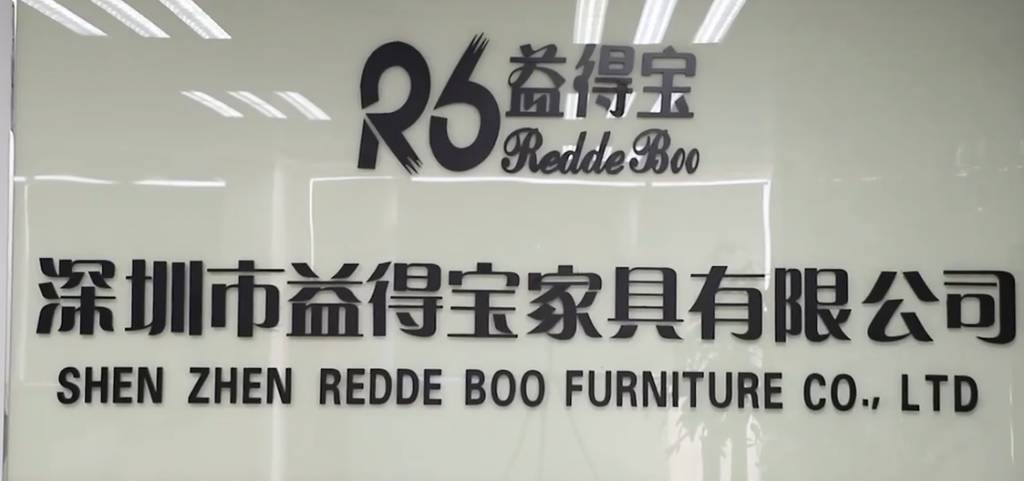 R6 益得宝
Redde Boo
深圳市益得宝家具有限公司
SHEN ZHEN REDDE BOO FURNITURE CO., LTD